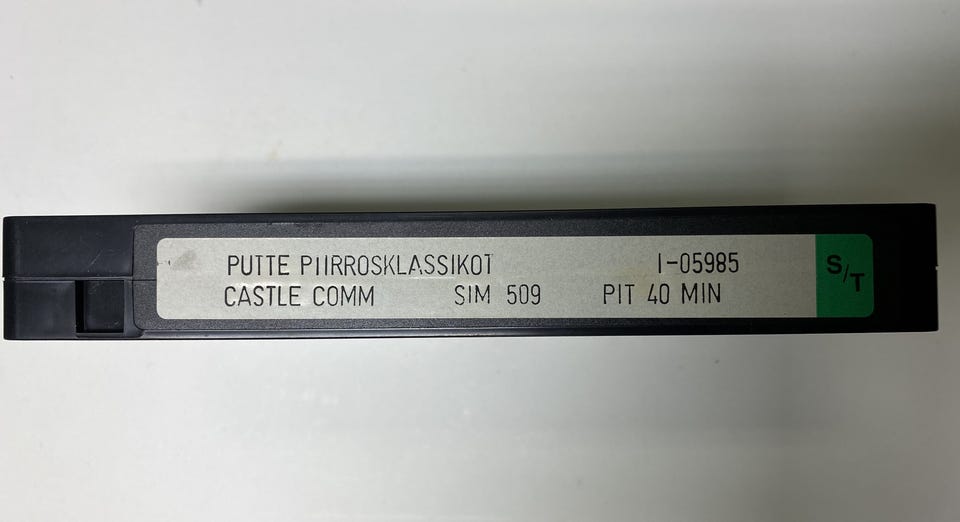 PUTTE PIIRROSKLASSIKOT I-05985
CASTLE COMM SIM 509 PIT 40 MIN
S/T